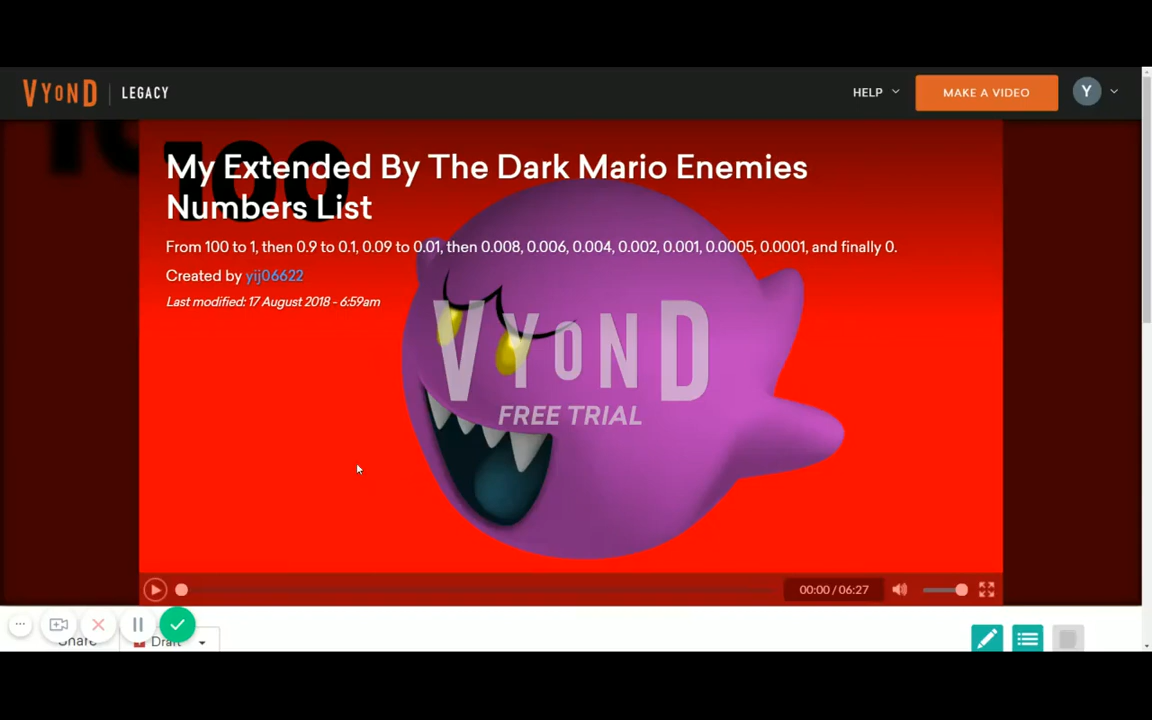 VYOND LEGACY
HELP
MAKE A VIDEO
Y
100
My Extended By The Dark Mario Enemies
Numbers List
From 100 to 1, then 0.9 to 0.1, 0.09 to 0.01, then 0.008, 0.006, 0.004, 0.002, 0.001, 0.0005, 0.0001, and finally 0.
Created by yij06622
Last modified: 17 August 2018 - 6:59am
VYOND
FREE TRIAL
00:00 / 06:27
Share
Draft